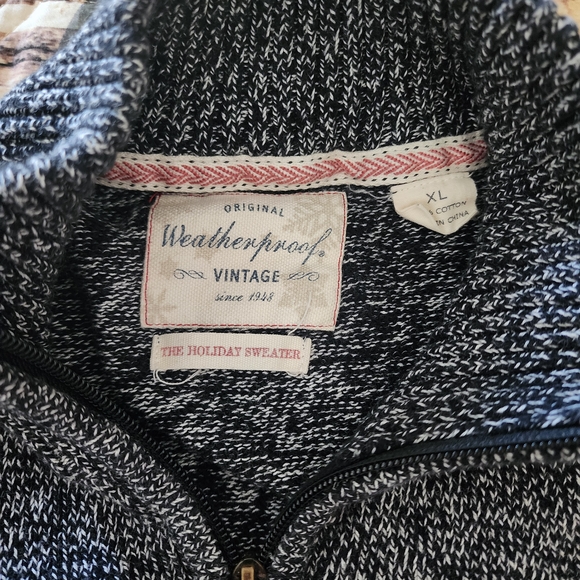 ORIGINAL
Weatherproof®
VINTAGE
since 1948
THE HOLIDAY SWEATER
XL
COTTON
IN CHINA